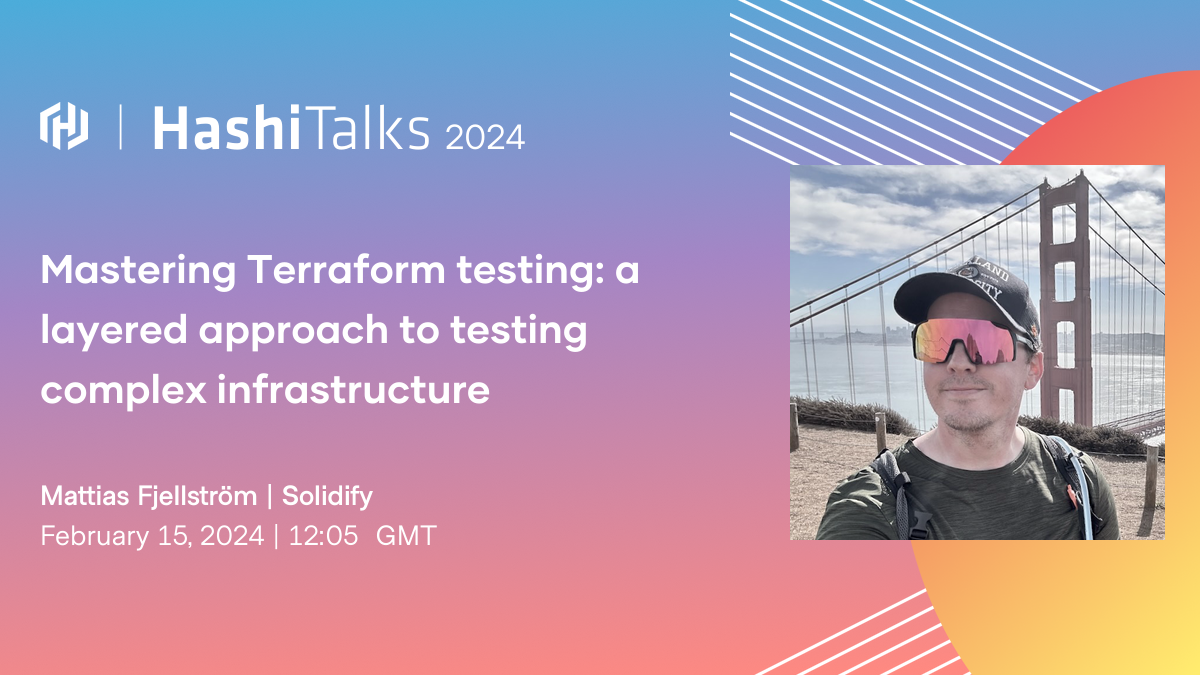 HashiTalks 2024
Mastering Terraform testing: a
layered approach to testing
complex infrastructure
Mattias Fjellström | Solidify
February 15, 2024 | 12:05 GMT